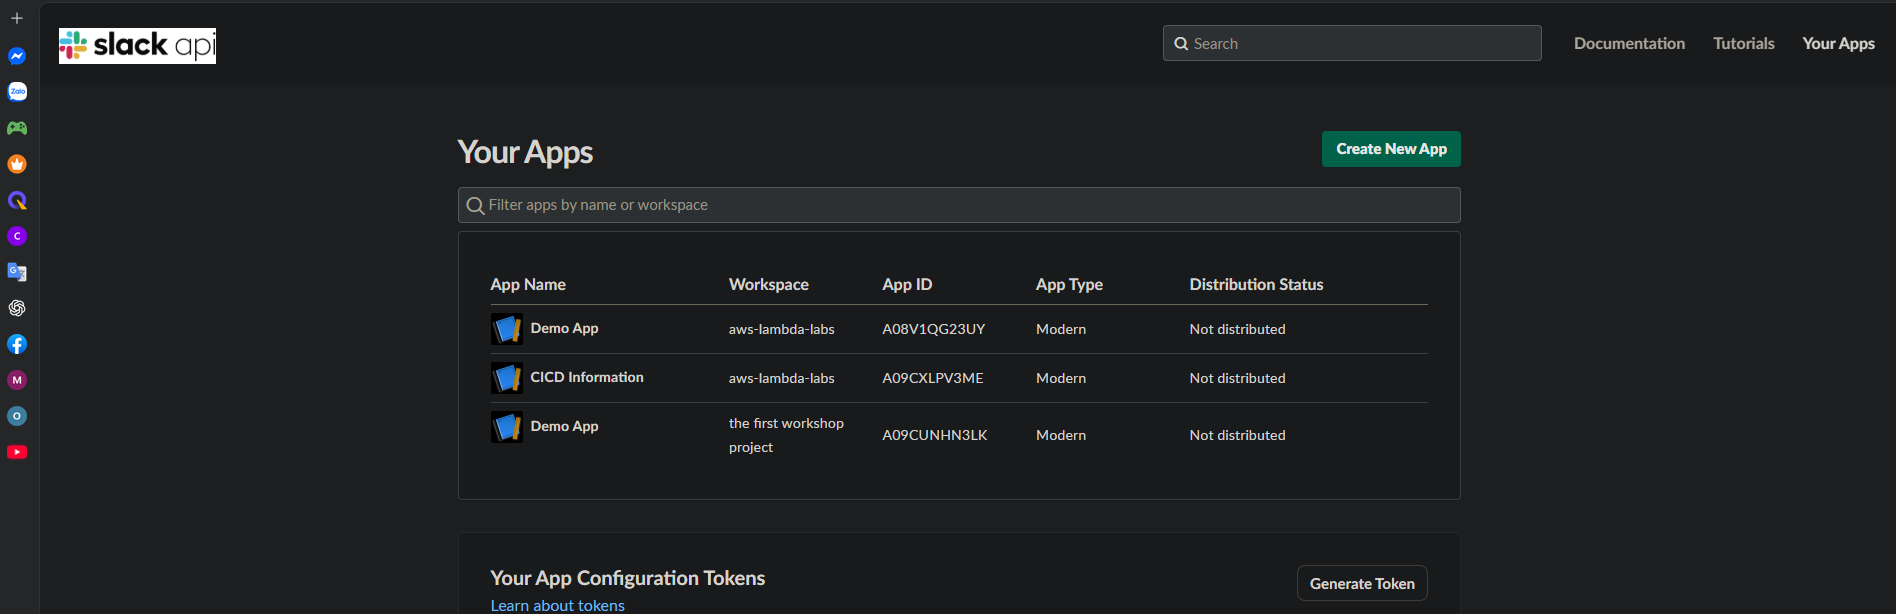 slack api
Search
Documentation
Tutorials
Your Apps
Zalo
C
G
M
O
Your Apps
Create New App
Filter apps by name or workspace
App Name Workspace App ID App Type Distribution Status
Demo App aws-lambda-labs A08V1QG23UY Modern Not distributed
CICD Information aws-lambda-labs A09CXLPV3ME Modern Not distributed
Demo App the first workshop project A09CUNHN3LK Modern Not distributed
Your App Configuration Tokens
Generate Token
Learn about tokens